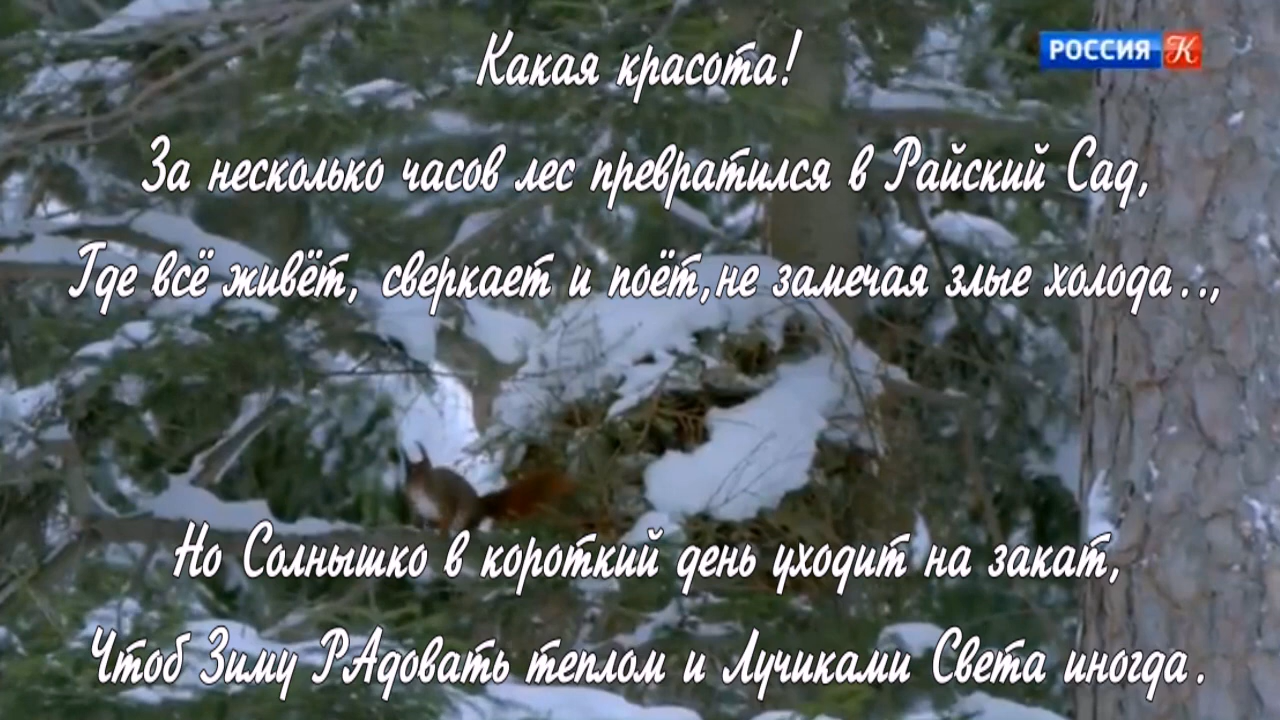 РОССИЯ К
Какая красота!
За несколько часов лес превратился в Райский Сад,
Где всё живёт, сверкает и поёт,не замечая злые холода..,
Но Солнышко в короткий день уходит на закат,
Чтоб Зиму РАдовать теплом и Лучиками Света иногда.